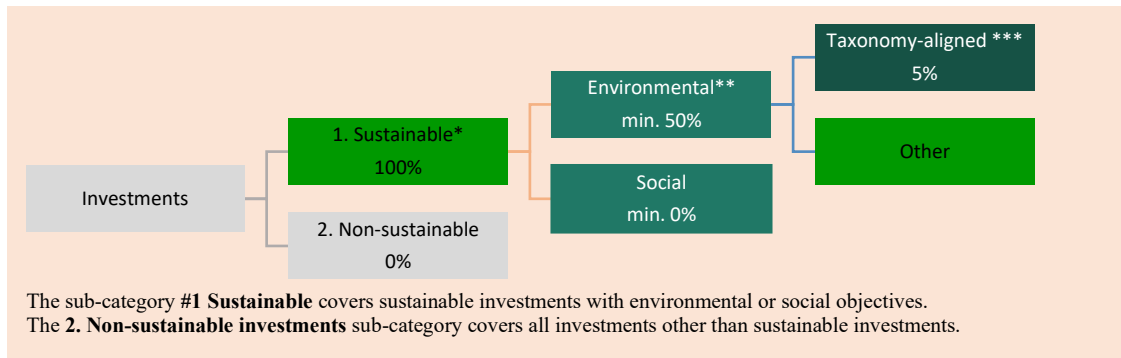 Taxonomy-aligned ***
5%
Environmental**
min. 50%
1. Sustainable*
100%
Other
Investments
Social
min. 0%
2. Non-sustainable
0%
The sub-category #1 Sustainable covers sustainable investments with environmental or social objectives.
The 2. Non-sustainable investments sub-category covers all investments other than sustainable investments.